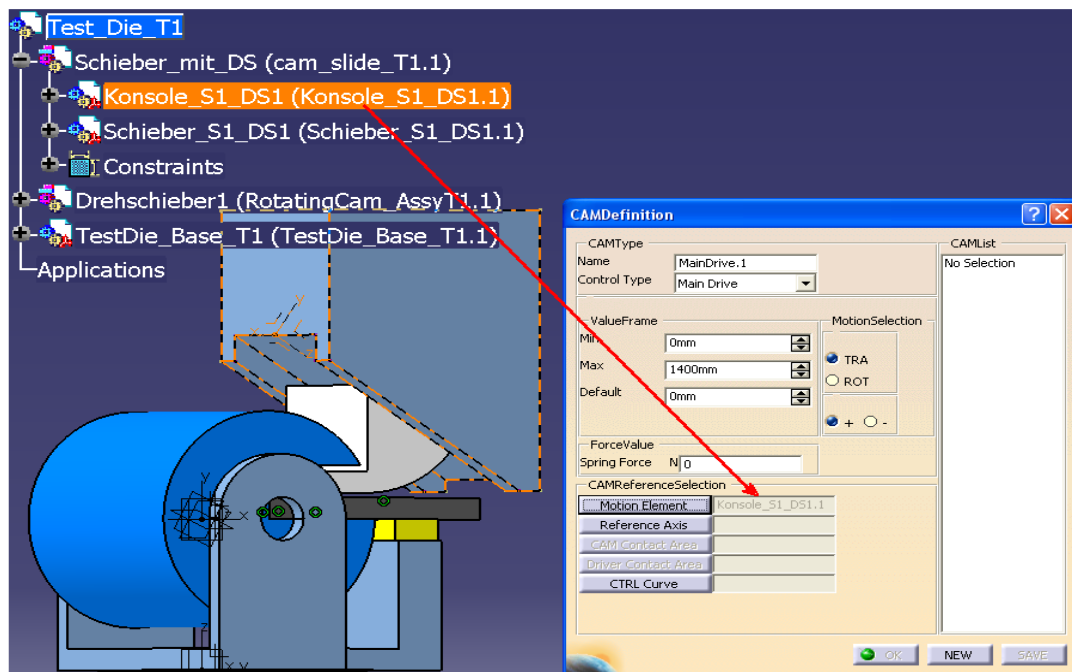 Test_Die_T1
Schieber_mit_DS (cam_slide_T1.1)
Konsole_S1_DS1 (Konsole_S1_DS1.1)
Schieber_S1_DS1 (Schieber_S1_DS1.1)
Constraints
Drehschieber1 (RotatingCam_AssyT1.1)
TestDie_Base_T1 (TestDie_Base_T1.1)
Applications
CAMDefinition
CAMType
Name MainDrive.1
Control Type Main Drive
ValueFrame
Min 0mm
Max 1400mm
Default 0mm
MotionSelection
TRA
ROT
+ -
ForceValue
Spring Force N 0
CAMReferenceSelection
Motion Element Konsole_S1_DS1.1
Reference Axis
CAM Contact Area
Driver Contact Area
CTRL Curve
CAMList
No Selection
OK NEW SAVE